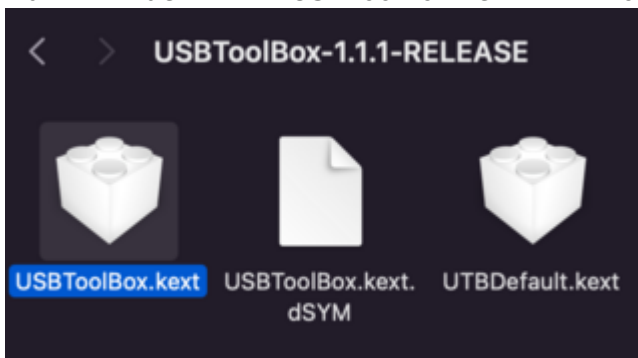 USBToolBox-1.1.1-RELEASE
USBToolBox.kext
USBToolBox.kext.
dSYM
UTBDefault.kext